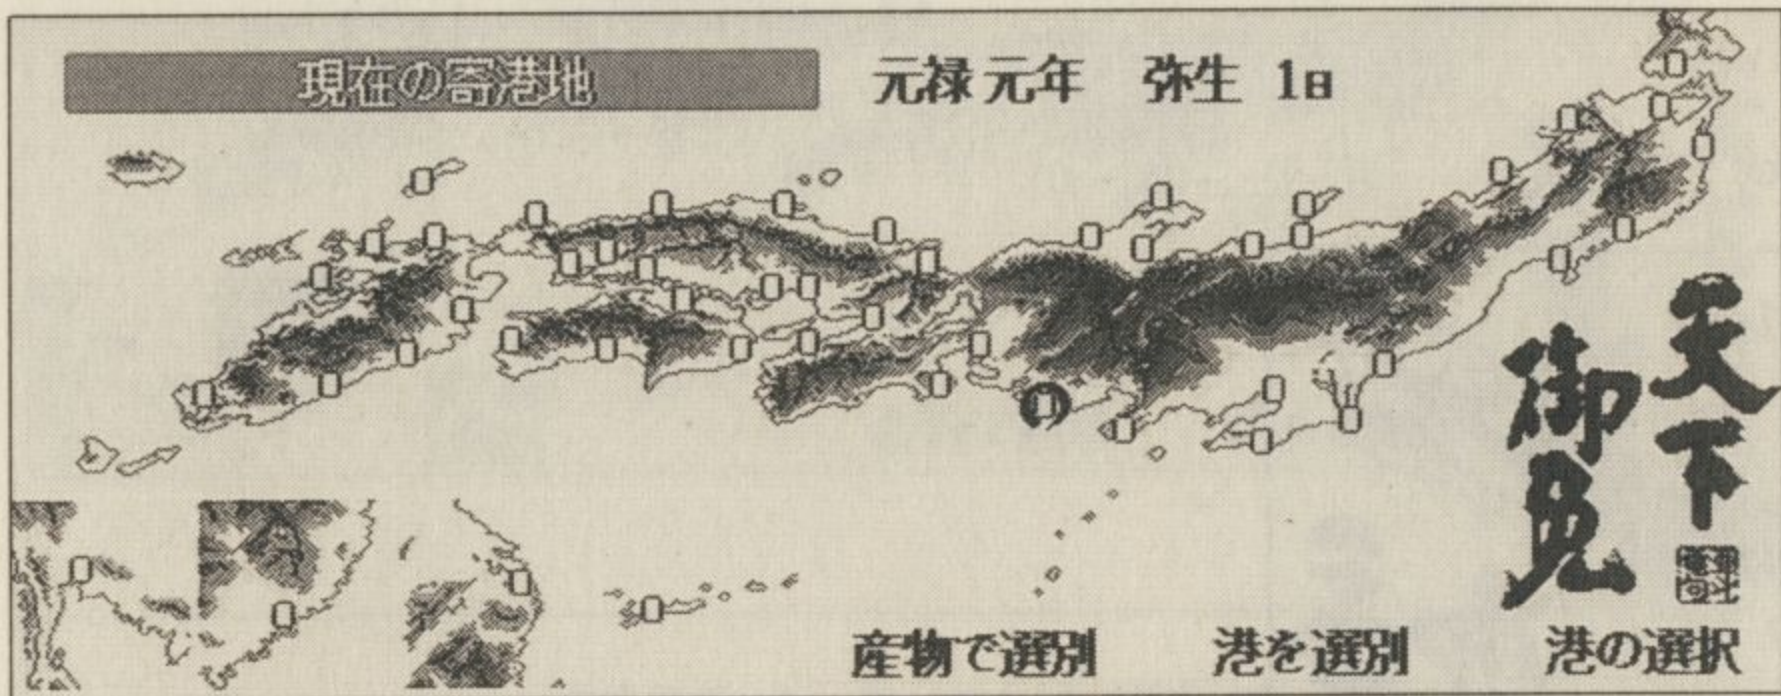 現在の寄港地
元禄 元年 弥生 1日
天下
御免
産物で選別 港を選別 港の選択